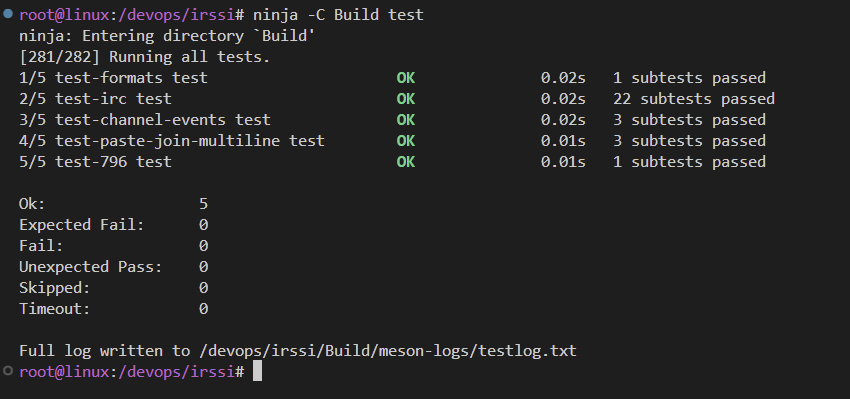 root@linux:/devops/irssi# ninja -C Build test
ninja: Entering directory `Build'
[281/282] Running all tests.
1/5 test-formats test                     OK              0.02s   1 subtests passed
2/5 test-irc test                         OK              0.02s   22 subtests passed
3/5 test-channel-events test              OK              0.02s   3 subtests passed
4/5 test-paste-join-multiline test        OK              0.01s   3 subtests passed
5/5 test-796 test                         OK              0.01s   1 subtests passed

Ok:                 5
Expected Fail:      0
Fail:               0
Unexpected Pass:    0
Skipped:            0
Timeout:            0

Full log written to /devops/irssi/Build/meson-logs/testlog.txt
root@linux:/devops/irssi#